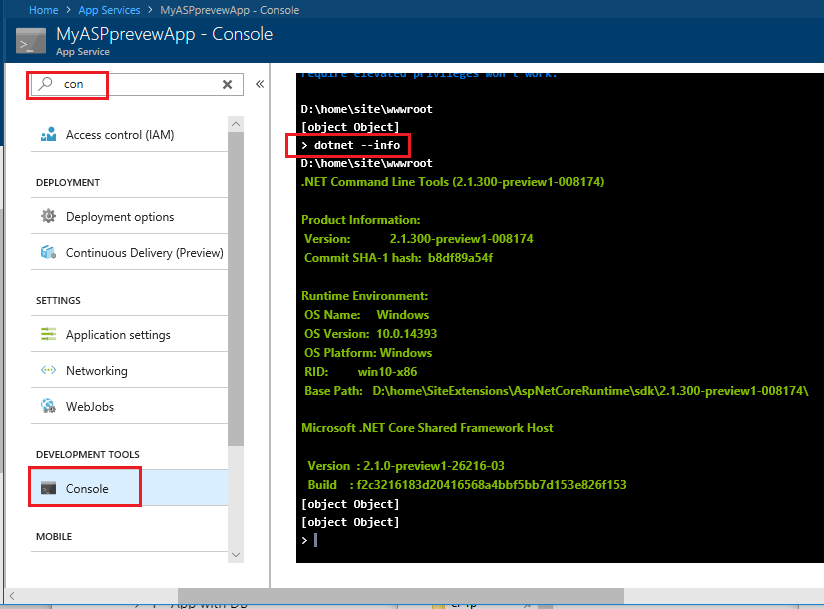 Home > App Services > MyASPprevewApp - Console
MyASPprevewApp - Console
App Service
con
Access control (IAM)
DEPLOYMENT
Deployment options
Continuous Delivery (Preview)
SETTINGS
Application settings
Networking
WebJobs
DEVELOPMENT TOOLS
Console
MOBILE
require elevated privileges won't work.
D:\home\site\wwwroot
[object Object]
> dotnet --info
D:\home\site\wwwroot
.NET Command Line Tools (2.1.300-preview1-008174)
Product Information:
Version: 2.1.300-preview1-008174
Commit SHA-1 hash: b8df89a54f
Runtime Environment:
OS Name: Windows
OS Version: 10.0.14393
OS Platform: Windows
RID: win10-x86
Base Path: D:\home\SiteExtensions\AspNetCoreRuntime\sdk\2.1.300-preview1-008174\
Microsoft .NET Core Shared Framework Host
Version : 2.1.0-preview1-26216-03
Build : f2c3216183d20416568a4bbf5bb7d153e826f153
[object Object]
[object Object]
>
App with DB